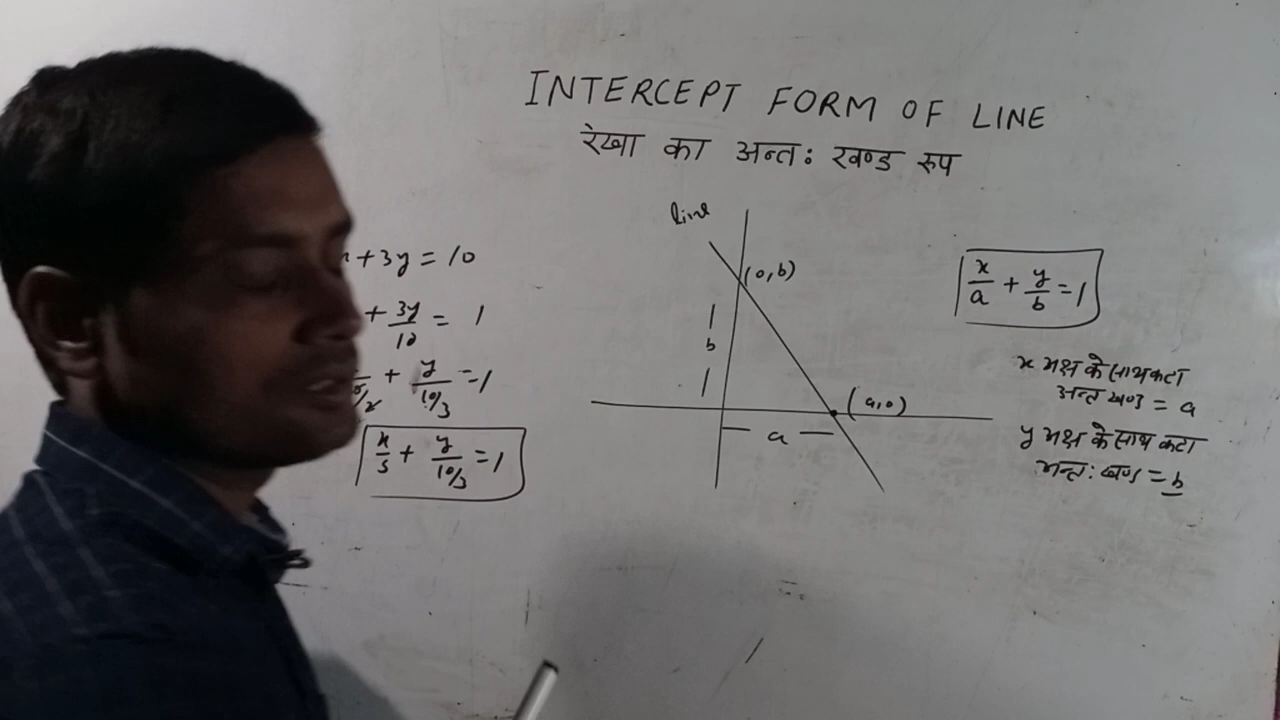 INTERCEPT FORM OF LINE
रेखा का अन्तः खण्ड रूप
line
(0,b)
b
(a,0)
a
x/a + y/b = 1
x अक्ष के साथ कटा
अन्त खण्ड = a
y अक्ष के साथ कटा
अन्तः खण्ड = b
+ 3y = 10
+ 3y/10 = 1
+ y/10/3 = 1
x/5 + y/10/3 = 1